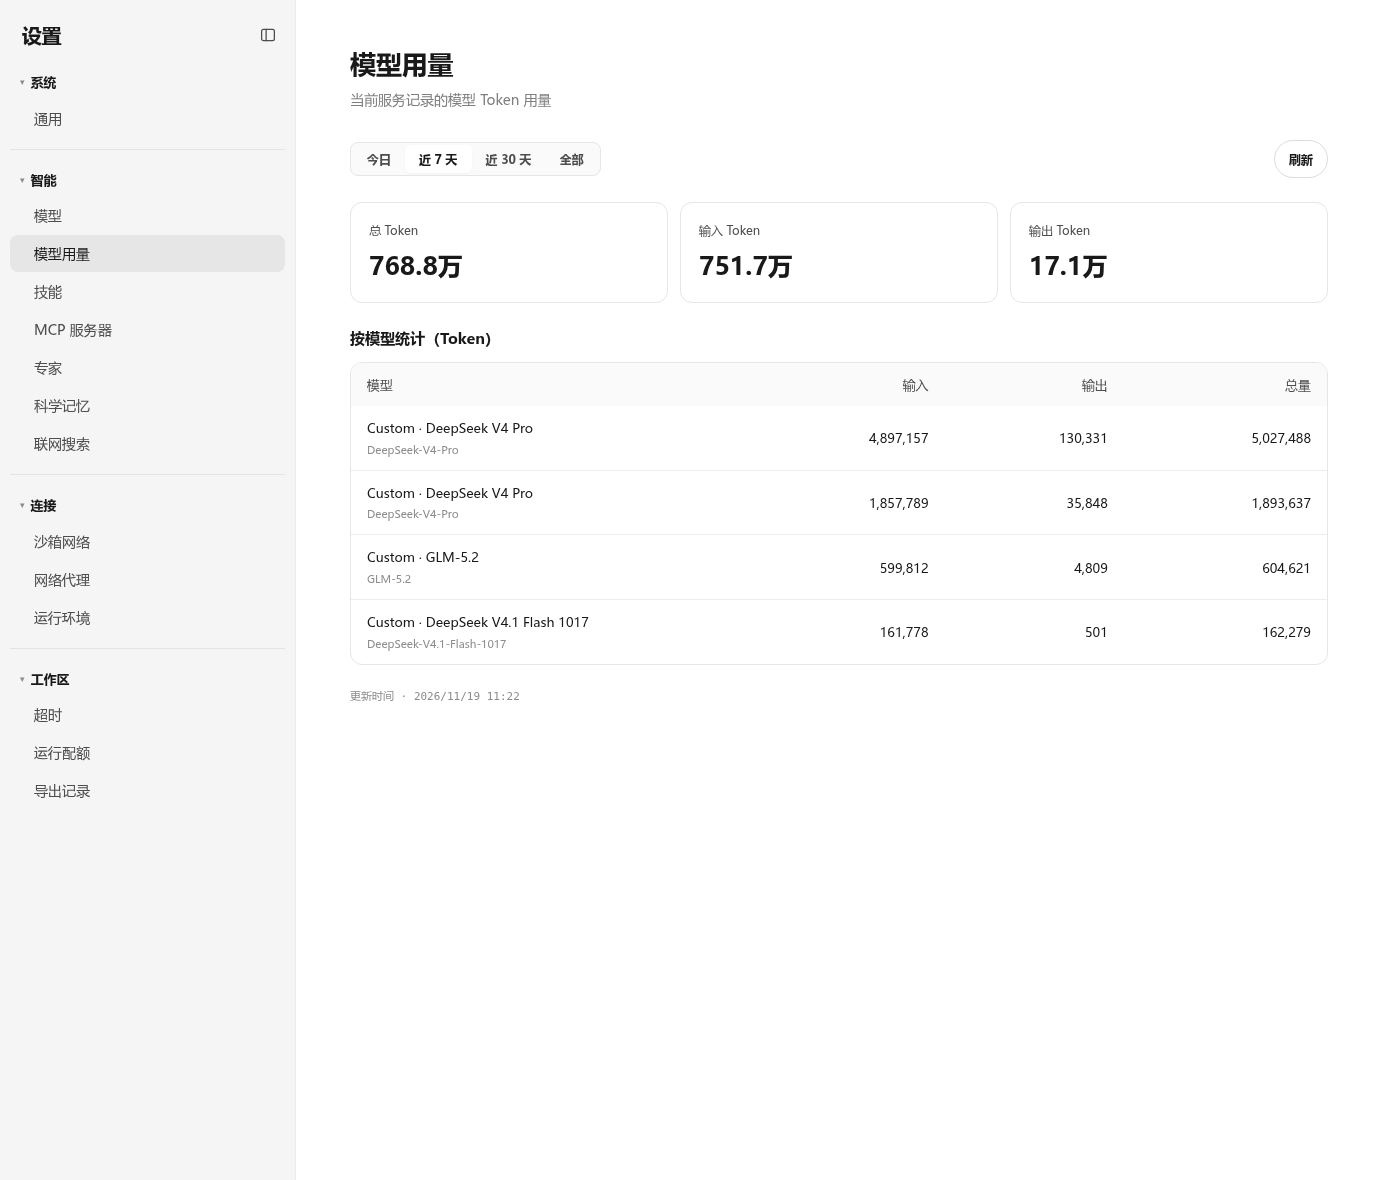 设置
系统
通用
智能
模型
模型用量
技能
MCP 服务器
专家
科学记忆
联网搜索
连接
沙箱网络
网络代理
运行环境
工作区
超时
运行配额
导出记录
模型用量
当前服务记录的模型 Token 用量
今日 近 7 天 近 30 天 全部 刷新
总 Token 输入 Token 输出 Token
768.8万 751.7万 17.1万
按模型统计（Token）
模型 输入 输出 总量
Custom · DeepSeek V4 Pro
DeepSeek-V4-Pro
4,897,157 130,331 5,027,488
Custom · DeepSeek V4 Pro
DeepSeek-V4-Pro
1,857,789 35,848 1,893,637
Custom · GLM-5.2
GLM-5.2
599,812 4,809 604,621
Custom · DeepSeek V4.1 Flash 1017
DeepSeek-V4.1-Flash-1017
161,778 501 162,279
更新时间 · 2026/11/19 11:22